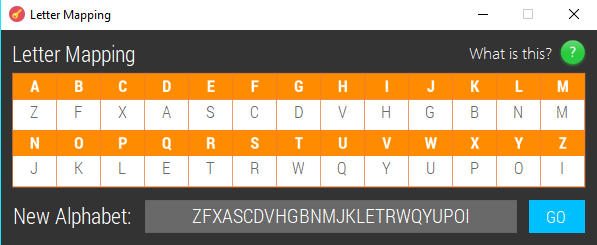 Letter Mapping
Letter Mapping What is this? ?
A B C D E F G H I J K L M
Z F X A S C D V H G B N M
N O P Q R S T U V W X Y Z
J K L E T R W Q Y U P O I
New Alphabet: ZFXASCDVHGBNMJKLETRWQYUPOI GO